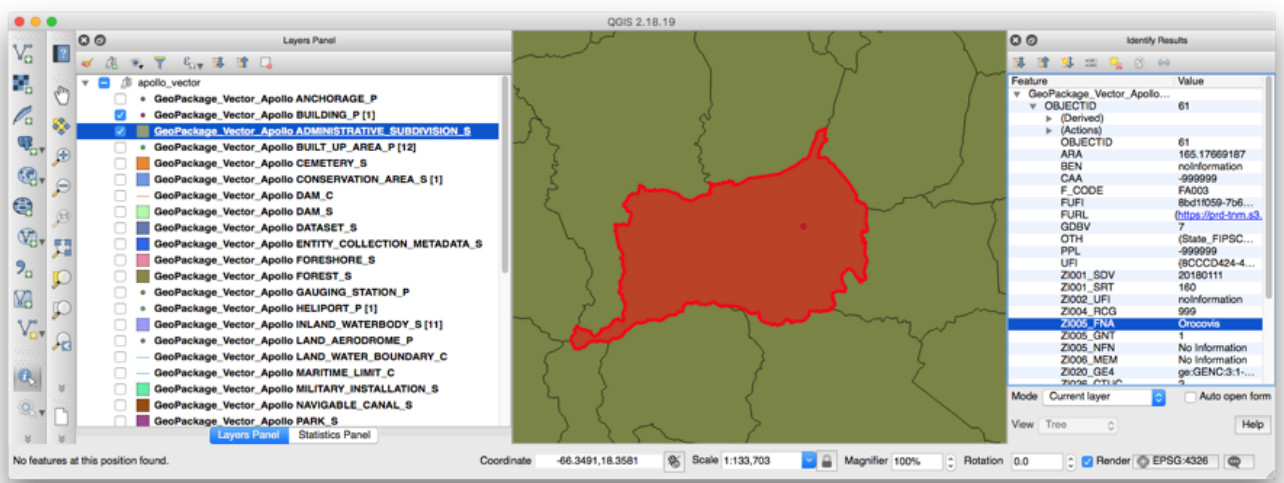 QGIS 2.18.19
Layers Panel
apollo_vector
GeoPackage_Vector_Apollo ANCHORAGE_P
GeoPackage_Vector_Apollo BUILDING_P [1]
GeoPackage_Vector_Apollo ADMINISTRATIVE_SUBDIVISION_S
GeoPackage_Vector_Apollo BUILT_UP_AREA_P [12]
GeoPackage_Vector_Apollo CEMETERY_S
GeoPackage_Vector_Apollo CONSERVATION_AREA_S [1]
GeoPackage_Vector_Apollo DAM_C
GeoPackage_Vector_Apollo DAM_S
GeoPackage_Vector_Apollo DATASET_S
GeoPackage_Vector_Apollo ENTITY_COLLECTION_METADATA_S
GeoPackage_Vector_Apollo FORESHORE_S
GeoPackage_Vector_Apollo FOREST_S
GeoPackage_Vector_Apollo GAUGING_STATION_P
GeoPackage_Vector_Apollo HELIPORT_P [1]
GeoPackage_Vector_Apollo INLAND_WATERBODY_S [11]
GeoPackage_Vector_Apollo LAND_AERODROME_P
GeoPackage_Vector_Apollo LAND_WATER_BOUNDARY_C
GeoPackage_Vector_Apollo MARITIME_LIMIT_C
GeoPackage_Vector_Apollo MILITARY_INSTALLATION_S
GeoPackage_Vector_Apollo NAVIGABLE_CANAL_S
GeoPackage_Vector_Apollo PARK_S
Layers Panel Statistics Panel
Identify Results
Feature Value
GeoPackage_Vector_Apollo...
OBJECTID 61
(Derived)
(Actions)
OBJECTID 61
ARA 165.17669187
BEN noInformation
CAA -999999
F_CODE FA003
FUFI 8bd1f059-7b6...
FURL (https://prd-tnm.s3.
GDBV 7
OTH (State_FIPSC...
PPL -999999
UFI {8CCCD424-4...
ZI001_SDV 20180111
ZI001_SRT 160
ZI002_UFI noInformation
ZI004_RCG 999
ZI005_FNA Orocovis
ZI005_GNT 1
ZI005_NFN No Information
ZI006_MEM No Information
ZI020_GE4 ge:GENC:3:1-...
Mode Current layer Auto open form
View Tree Help
No features at this position found. Coordinate -66.3491,18.3581 Scale 1:133,703 Magnifier 100% Rotation 0.0 Render EPSG:4326